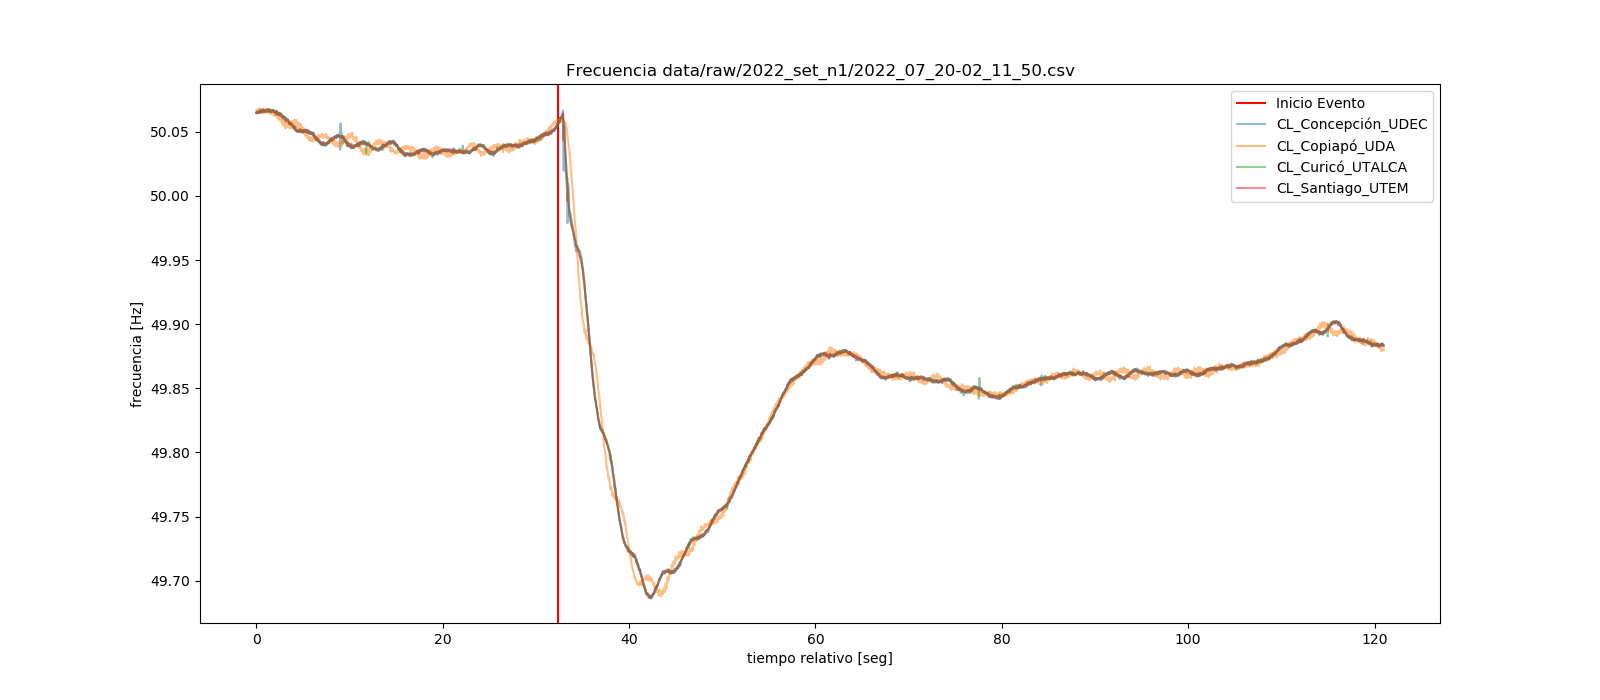 Frecuencia data/raw/2022_set_n1/2022_07_20-02_11_50.csv
Inicio Evento
CL_Concepción_UDEC
CL_Copiapó_UDA
CL_Curicó_UTALCA
CL_Santiago_UTEM
frecuencia [Hz]
50.05
50.00
49.95
49.90
49.85
49.80
49.75
49.70
0 20 40 60 80 100 120
tiempo relativo [seg]